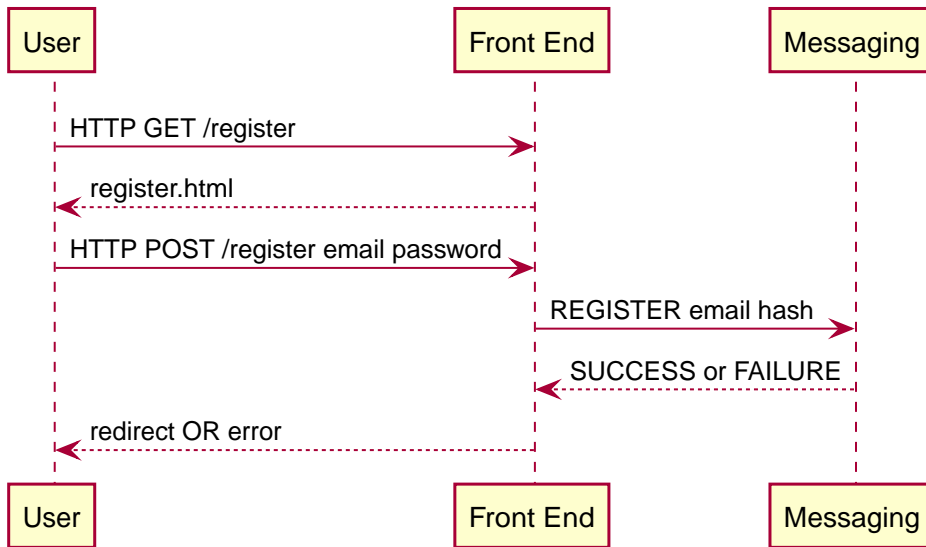 User
Front End
Messaging
HTTP GET /register
register.html
HTTP POST /register email password
REGISTER email hash
SUCCESS or FAILURE
redirect OR error
User
Front End
Messaging